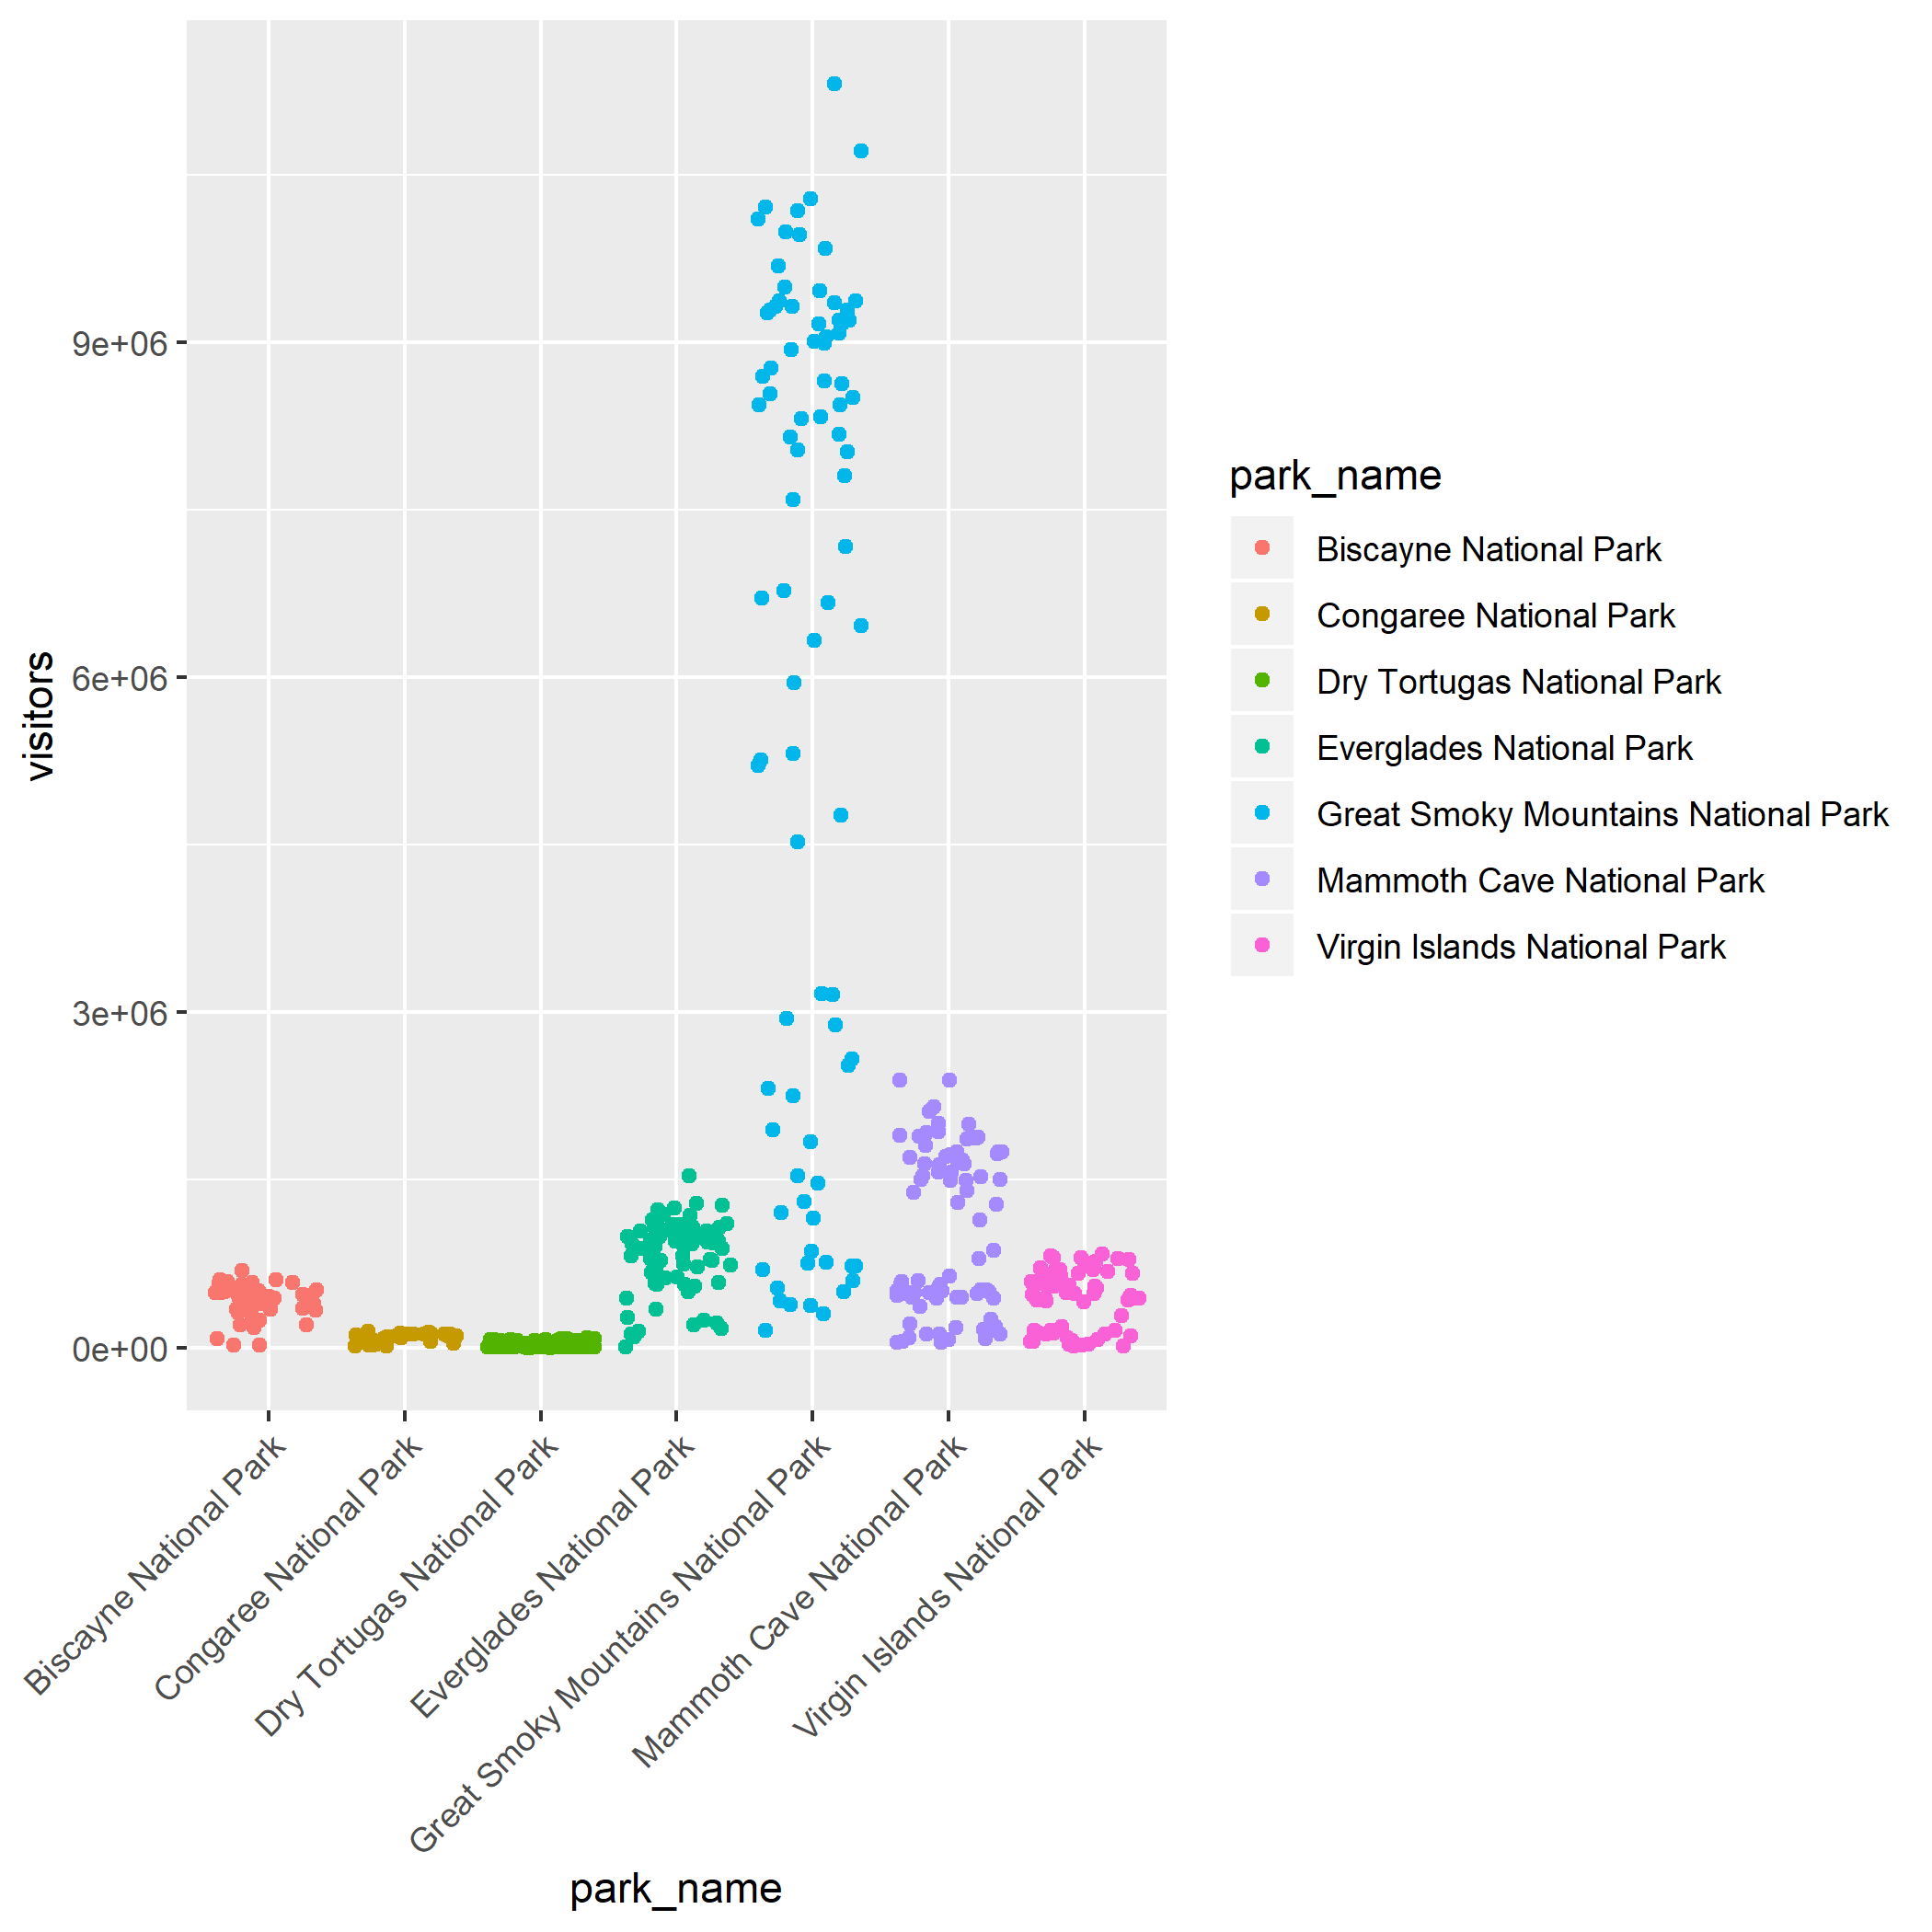 visitors
9e+06
6e+06
3e+06
0e+00
Biscayne National Park
Congaree National Park
Dry Tortugas National Park
Everglades National Park
Great Smoky Mountains National Park
Mammoth Cave National Park
Virgin Islands National Park
park_name
park_name
Biscayne National Park
Congaree National Park
Dry Tortugas National Park
Everglades National Park
Great Smoky Mountains National Park
Mammoth Cave National Park
Virgin Islands National Park